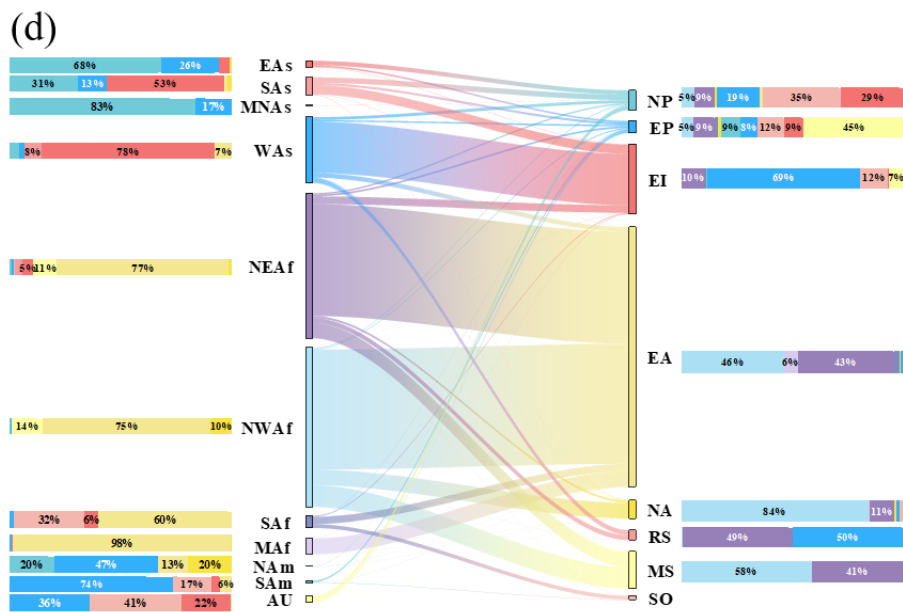 (d)
68% 26% EAs
31% 13% 53% SAs
83% 17% MNAs
8% 78% 7% WAs
5% 11% 77% NEAf
14% 75% 10% NWAf
32% 6% 60% SAf
98% MAf
20% 47% 13% 20% NAm
74% 17% 6% SAm
36% 41% 22% AU
NP 5% 9% 19% 35% 29%
EP 5% 9% 9% 8% 12% 9% 45%
EI 10% 69% 12% 7%
EA 46% 6% 43%
NA 84% 11%
RS 49% 50%
MS 58% 41%
SO